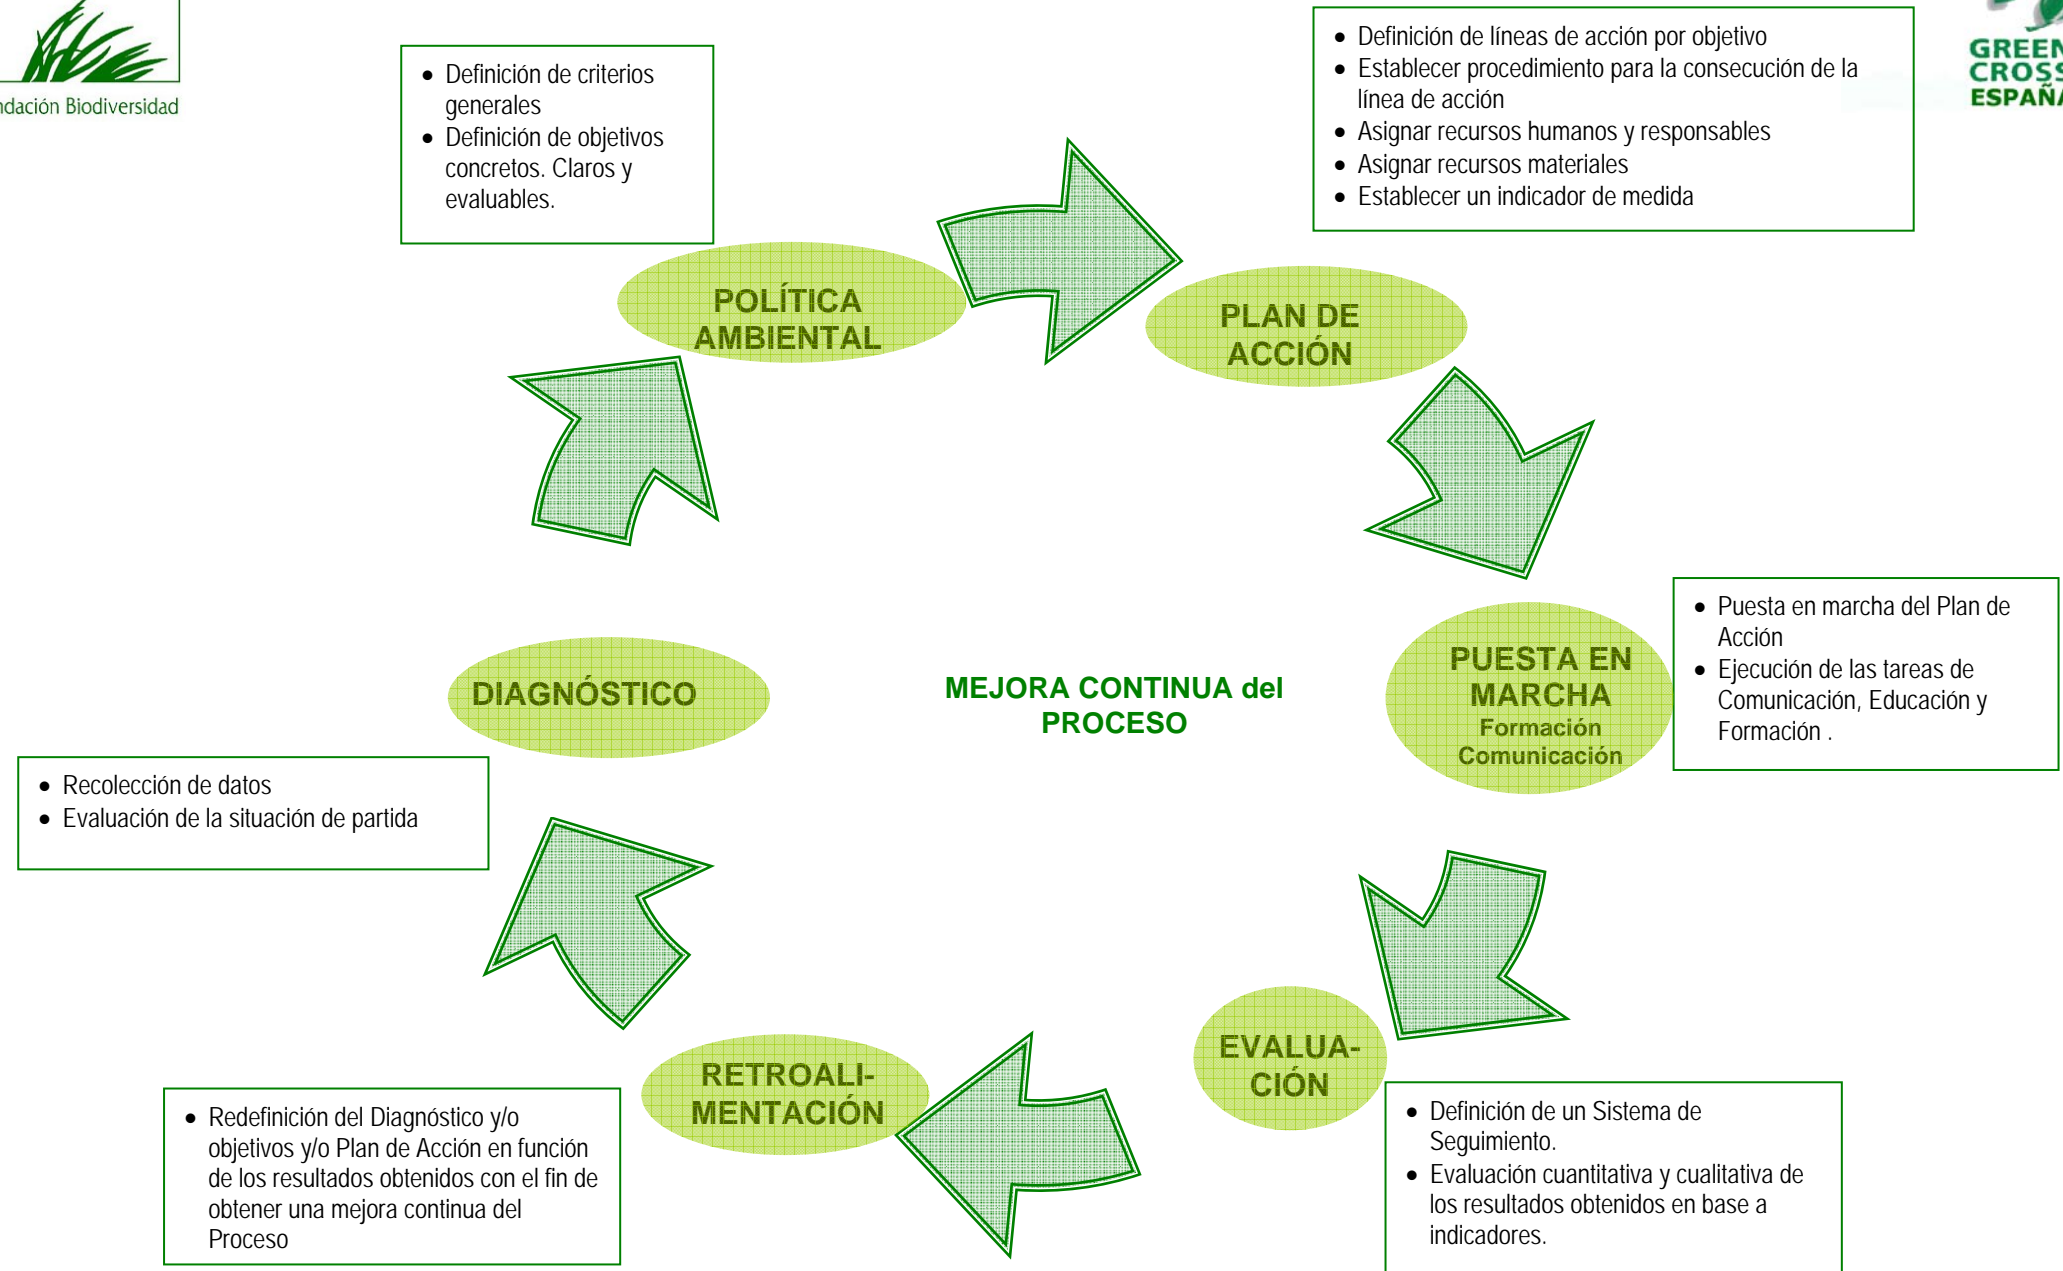 ndación Biodiversidad
GREEN
CROSS
ESPAÑA
• Definición de criterios
generales
• Definición de objetivos
concretos. Claros y
evaluables.
• Definición de líneas de acción por objetivo
• Establecer procedimiento para la consecución de la
línea de acción
• Asignar recursos humanos y responsables
• Asignar recursos materiales
• Establecer un indicador de medida
POLÍTICA
AMBIENTAL
PLAN DE
ACCIÓN
DIAGNÓSTICO
MEJORA CONTINUA del
PROCESO
PUESTA EN
MARCHA
Formación
Comunicación
• Puesta en marcha del Plan de
Acción
• Ejecución de las tareas de
Comunicación, Educación y
Formación .
• Recolección de datos
• Evaluación de la situación de partida
RETROALI-
MENTACIÓN
EVALUA-
CIÓN
• Redefinición del Diagnóstico y/o
objetivos y/o Plan de Acción en función
de los resultados obtenidos con el fin de
obtener una mejora continua del
Proceso
• Definición de un Sistema de
Seguimiento.
• Evaluación cuantitativa y cualitativa de
los resultados obtenidos en base a
indicadores.